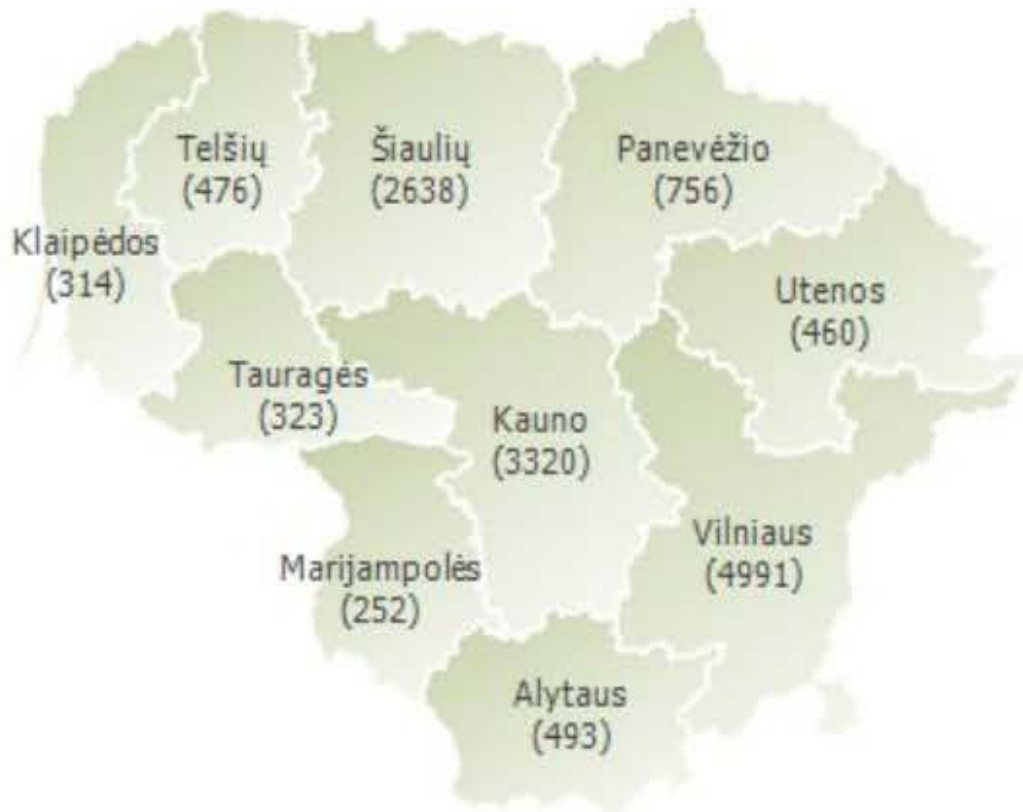 Telšių
(476)
Šiaulių
(2638)
Panevėžio
(756)
Klaipėdos
(314)
Utenos
(460)
Tauragės
(323)
Kauno
(3320)
Vilniaus
(4991)
Marijampolės
(252)
Alytaus
(493)